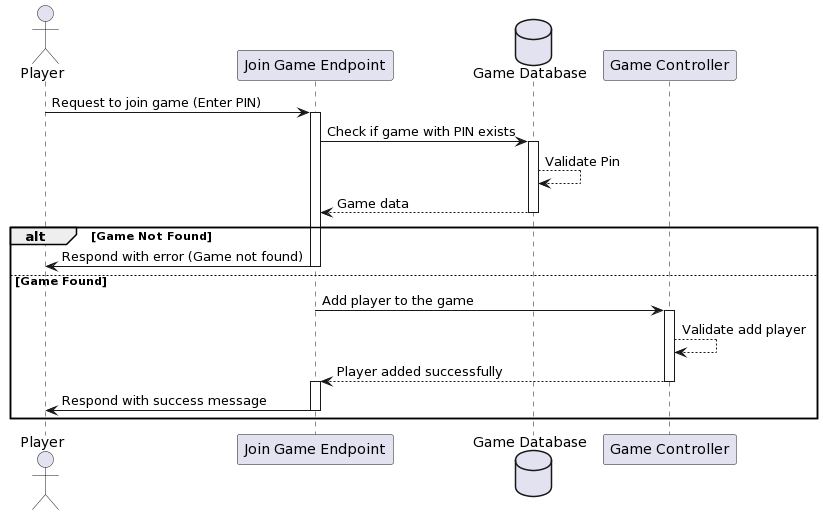 Player
Join Game Endpoint
Game Database
Game Controller
Request to join game (Enter PIN)
Check if game with PIN exists
Validate Pin
Game data
alt
[Game Not Found]
Respond with error (Game not found)
[Game Found]
Add player to the game
Validate add player
Player added successfully
Respond with success message
Player
Join Game Endpoint
Game Database
Game Controller